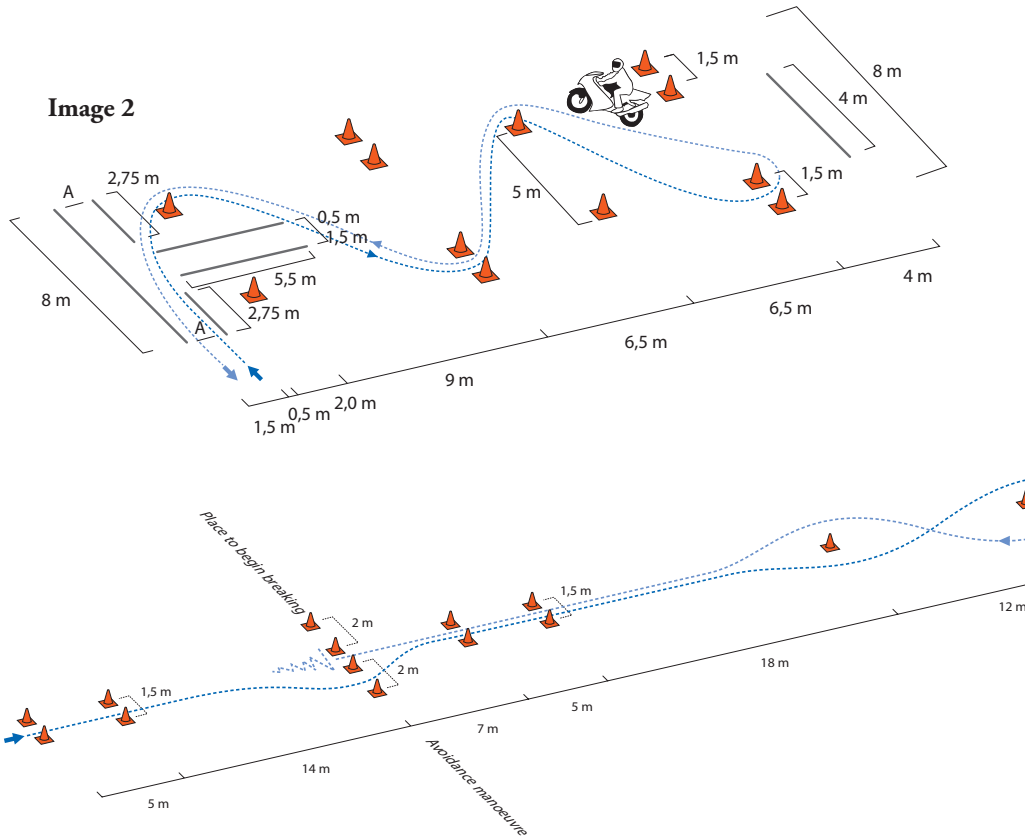 Image 2
1,5 m
8 m
4 m
1,5 m
5 m
A
2,75 m
0,5 m
1,5 m
5,5 m
2,75 m
A
8 m
1,5 m
0,5 m
2,0 m
9 m
6,5 m
6,5 m
4 m
Place to begin breaking
1,5 m
2 m
2 m
1,5 m
5 m
14 m
7 m
5 m
18 m
12 m
Avoidance manoeuvre